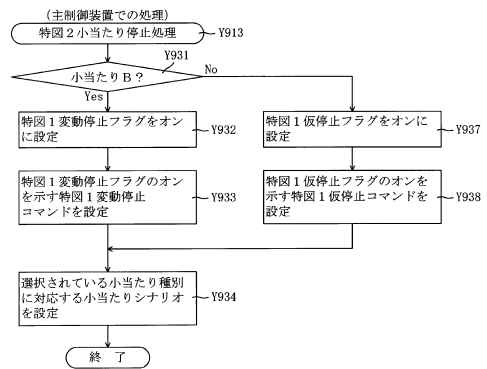 (主制御装置での処理)
特図2小当たり停止処理
Y913
Y931
小当たりB?
No
Yes
特図1変動停止フラグをオン
に設定
Y932
特図1仮停止フラグをオンに
設定
Y937
特図1変動停止フラグのオン
を示す特図1変動停止
コマンドを設定
Y933
特図1仮停止フラグのオンを
示す特図1仮停止コマンドを
設定
Y938
選択されている小当たり種別
に対応する小当たりシナリオ
を設定
Y934
終 了